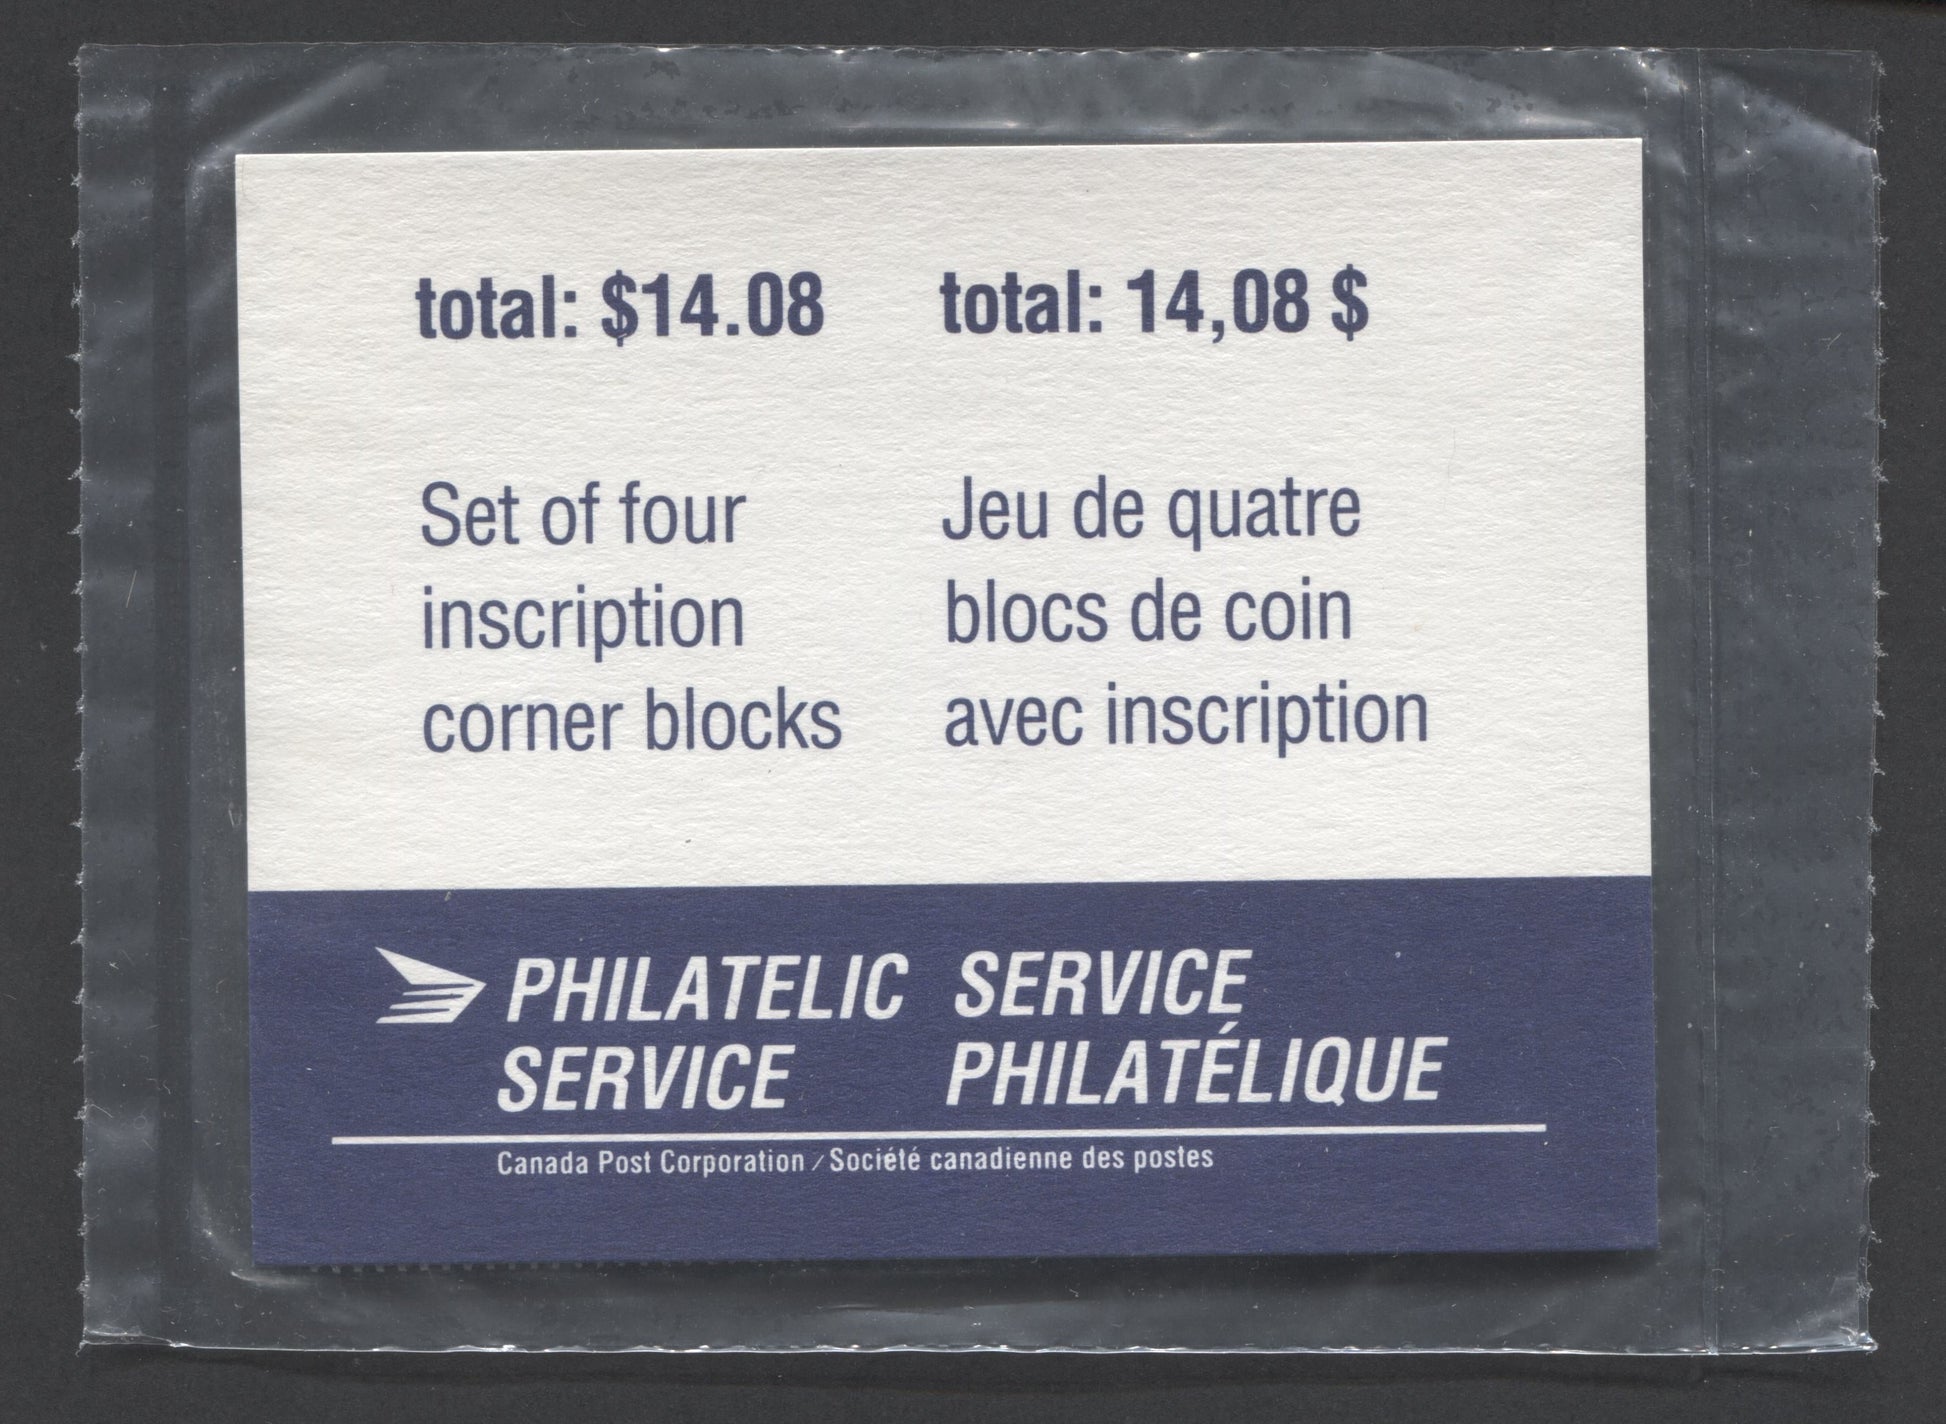 total: $14.08
total: 14,08 $
Set of four
inscription
corner blocks
Jeu de quatre
blocs de coin
avec inscription
PHILATELIC
SERVICE
SERVICE
PHILATÉLIQUE
Canada Post Corporation / Société canadienne des postes